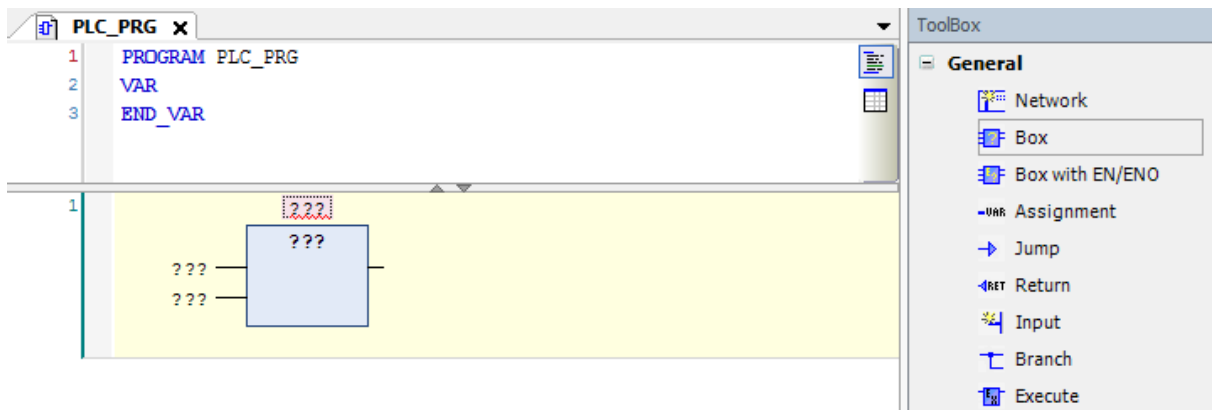 PLC_PRG
1 PROGRAM PLC_PRG
2 VAR
3 END_VAR
1
???
???
???
???
ToolBox
General
Network
Box
Box with EN/ENO
VAR Assignment
Jump
RET Return
Input
Branch
Ex Execute